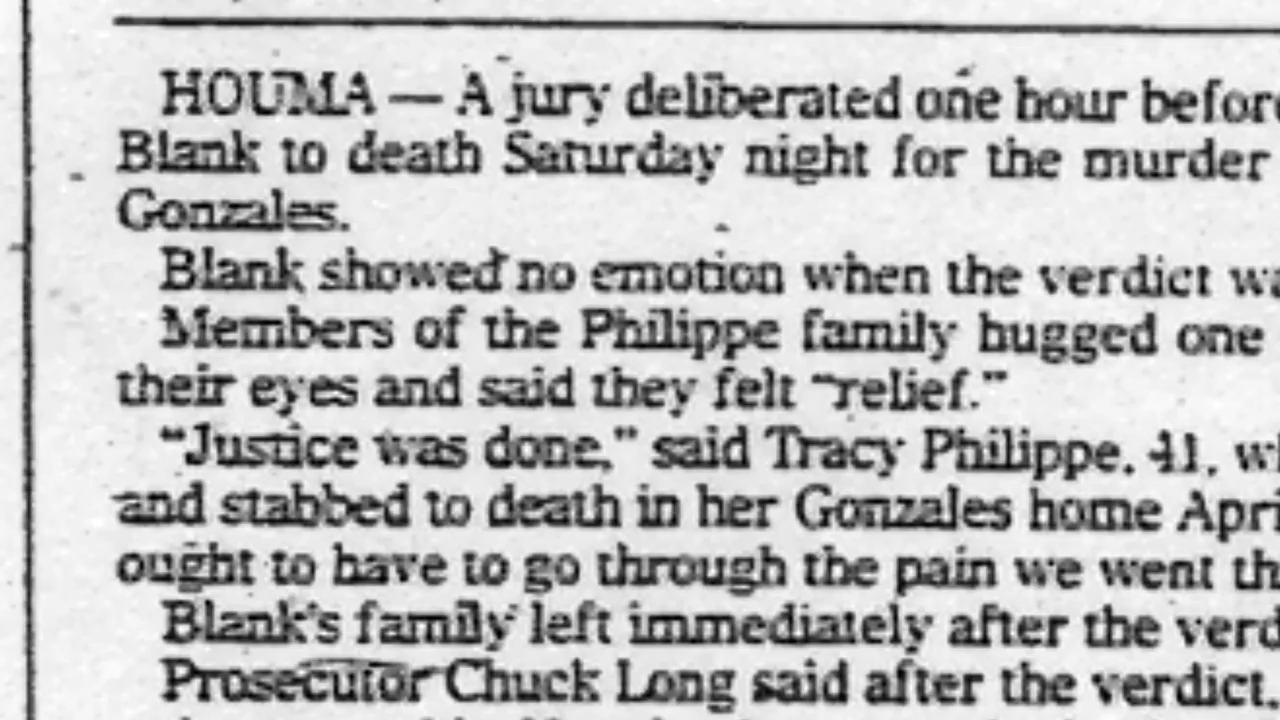 HOUMA — A jury deliberated one hour befor
Blank to death Saturday night for the murder
Gonzales.
Blank showed no emotion when the verdict wa
Members of the Philippe family hugged one
their eyes and said they felt "relief."
"Justice was done," said Tracy Philippe, 41, w
and stabbed to death in her Gonzales home Apri
ought to have to go through the pain we went th
Blank's family left immediately after the verd
Prosecutor Chuck Long said after the verdict,